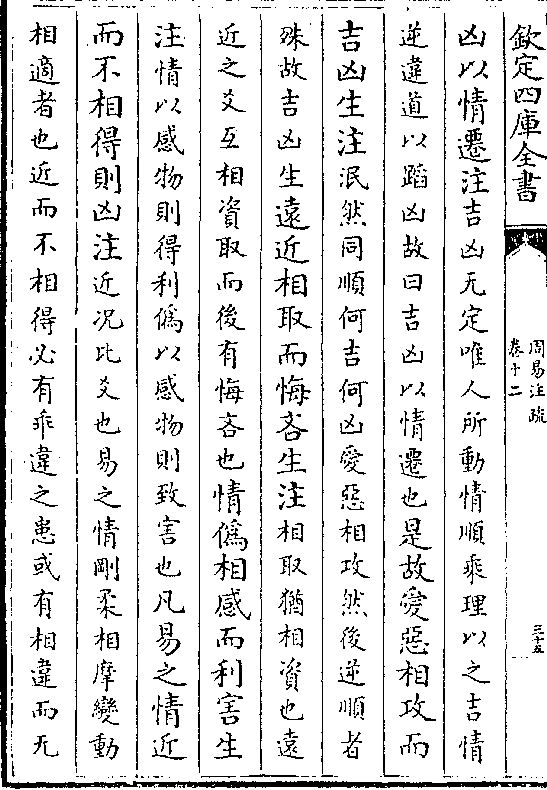 欽定四庫全書
周易注疏
卷十二
三十五
凶以情遷注吉凶无定唯人所動情順乘理以之吉情
逆違道以蹈凶故曰吉凶以情遷也是故愛惡相攻而
吉凶生注泯然同順何吉何凶愛惡相攻然後逆順者
殊故吉凶生遠近相取而悔吝生注相取猶相資也遠
近之爻互相資取而後有悔吝也情僞相感而利害生
注情以感物則得利僞以感物則致害也凡易之情近
而不相得則凶注近况比爻也易之情剛柔相摩變動
相適者也近而不相得必有乖違之患或有相違而无